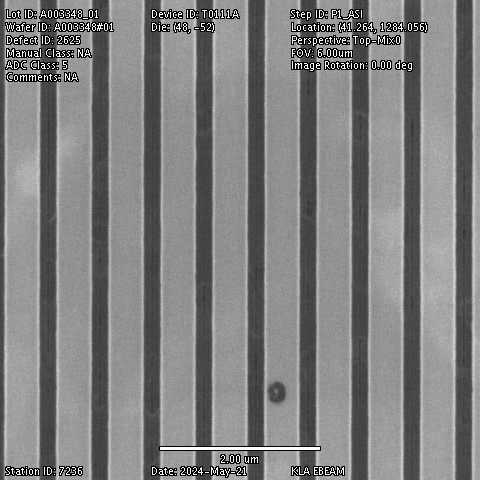 Lot ID: A003348_01 Device ID: T0111A Step ID: P1_ASI
Wafer ID: A003348#01 Die: (48, -52) Location: (41.264, 1284.056)
Defect ID: 2625 Perspective: Top-Mix0
Manual Class: NA FOV: 6.00um
ADC Class: 5 Image Rotation: 0.00 deg
Comments: NA
2.00 um
Station ID: 7236 Date: 2024-May-21 KLA EBEAM